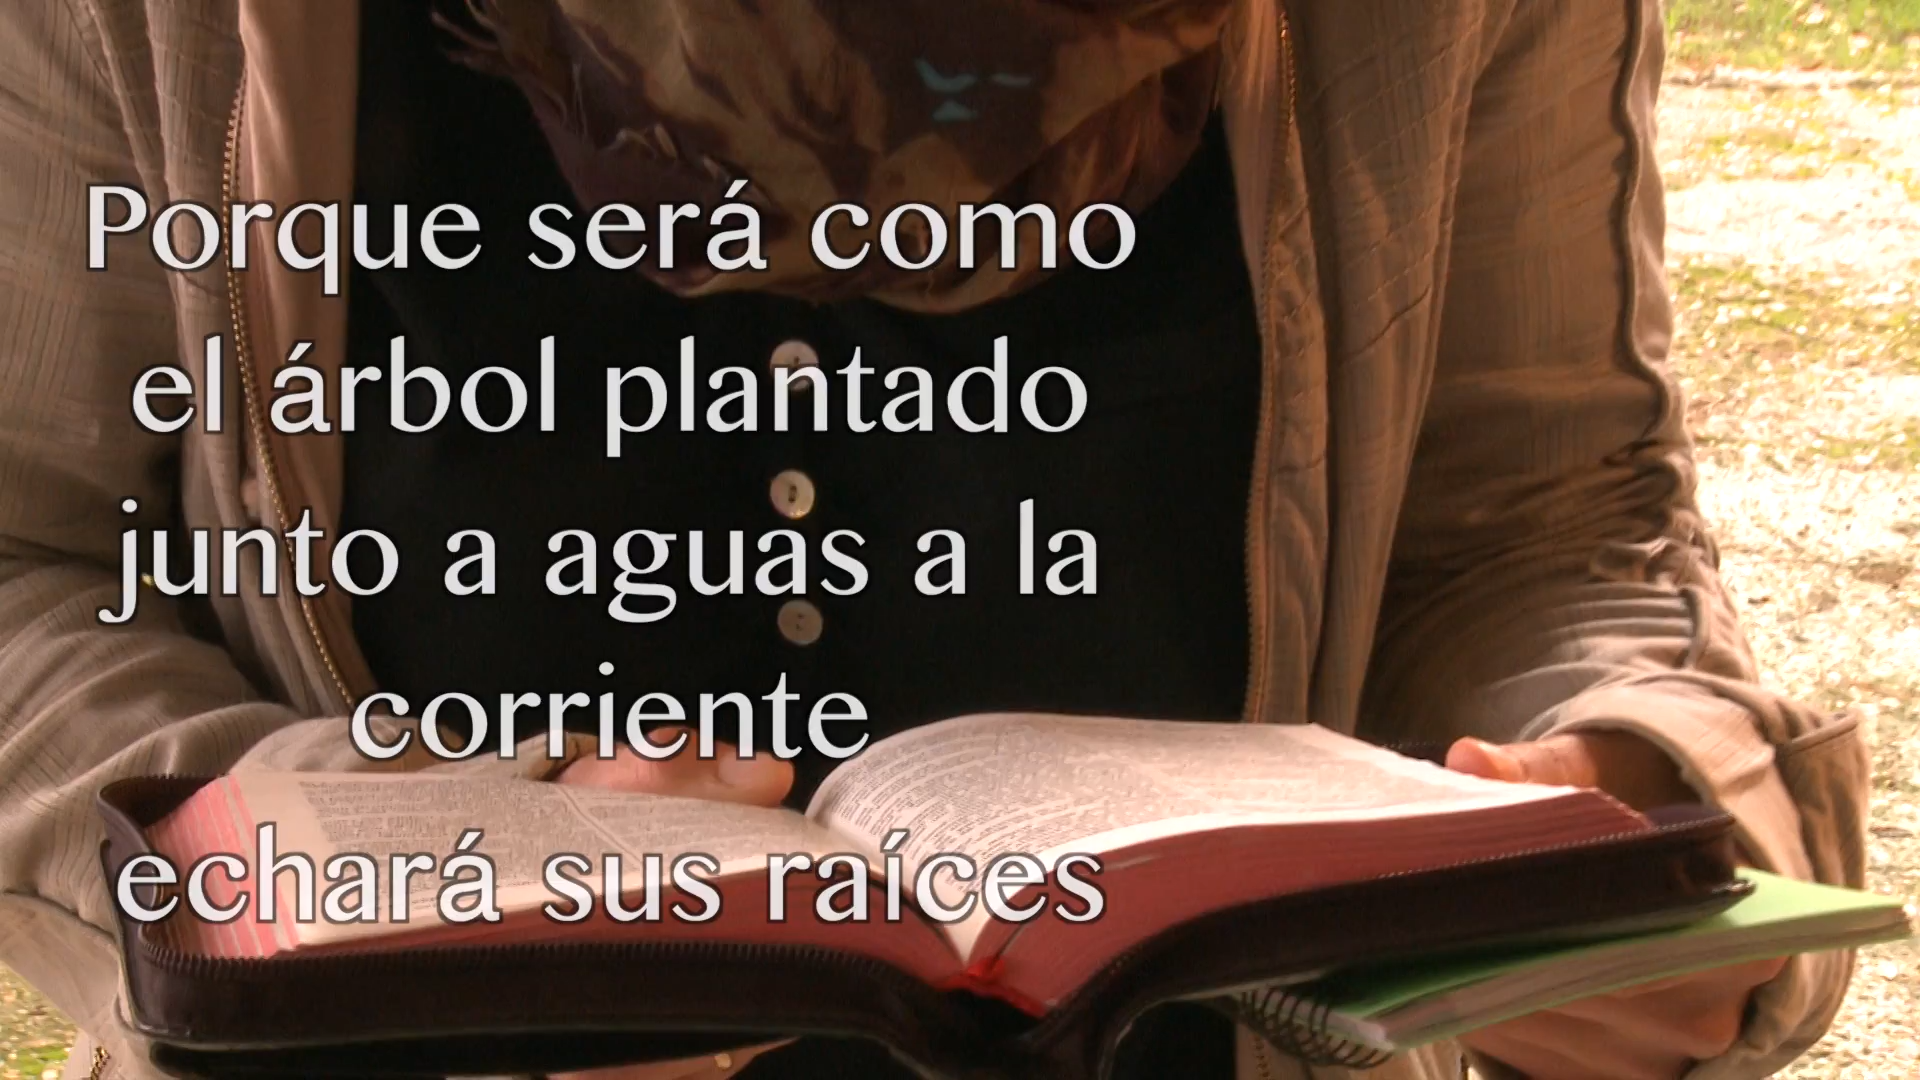 Porque será como
el árbol plantado
junto a aguas a la
corriente
echará sus raíces